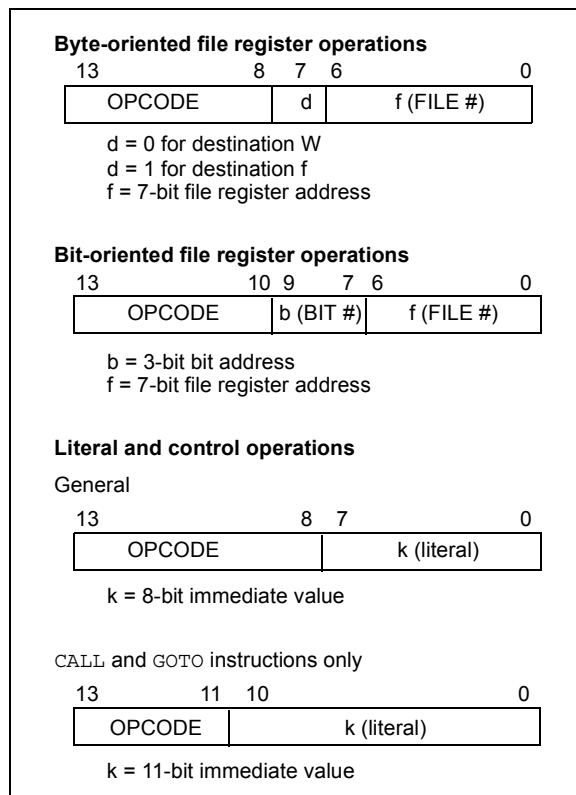 Byte-oriented file register operations
13 8 7 6 0
OPCODE d f (FILE #)
d = 0 for destination W
d = 1 for destination f
f = 7-bit file register address
Bit-oriented file register operations
13 10 9 7 6 0
OPCODE b (BIT #) f (FILE #)
b = 3-bit bit address
f = 7-bit file register address
Literal and control operations
General
13 8 7 0
OPCODE k (literal)
k = 8-bit immediate value
CALL and GOTO instructions only
13 11 10 0
OPCODE k (literal)
k = 11-bit immediate value